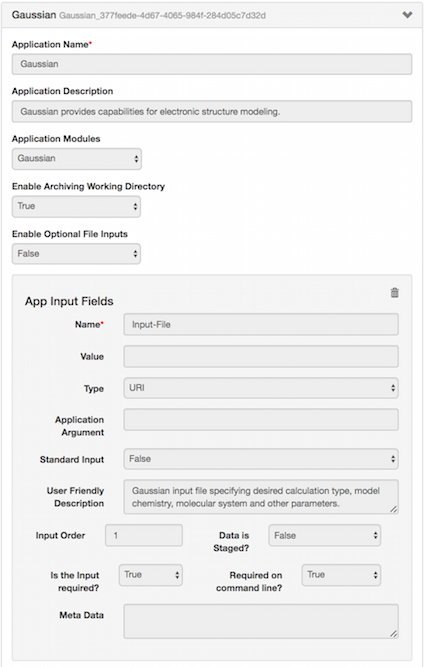 Gaussian Gaussian_377feede-4d67-4065-984f-284d05c7d32d
Application Name*
Gaussian
Application Description
Gaussian provides capabilities for electronic structure modeling.
Application Modules
Gaussian
Enable Archiving Working Directory
True
Enable Optional File Inputs
False
App Input Fields
Name* Input-File
Value
Type URI
Application
Argument
Standard Input False
User Friendly Gaussian input file specifying desired calculation type, model
Description chemistry, molecular system and other parameters.
Input Order 1 Data is False
Staged?
Is the Input True Required on True
required? command line?
Meta Data